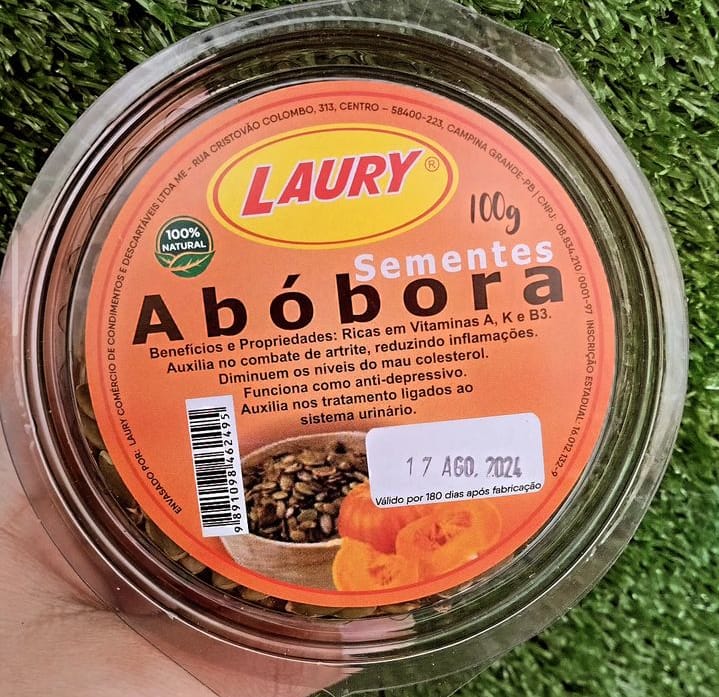 ENVASADO POR: LAURY COMÉRCIO DE CONDIMENTOS E DESCARTÁVEIS LTDA ME - RUA CRISTOVÃO COLOMBO, 313, CENTRO – 58400-223, CAMPINA GRANDE-PB | CNPJ: 08.834.210/0001-97 INSCRIÇÃO ESTADUAL: 16.012.132-9
LAURY®
100g
100%
NATURAL
Sementes
Abóbora
Benefícios e Propriedades: Ricas em Vitaminas A, K e B3.
Auxilia no combate de artrite, reduzindo inflamações.
Diminuem os níveis do mau colesterol.
Funciona como anti-depressivo.
Auxilia nos tratamento ligados ao
sistema urinário.
9891098462495
17 AGO. 2024
Válido por 180 dias após fabricação